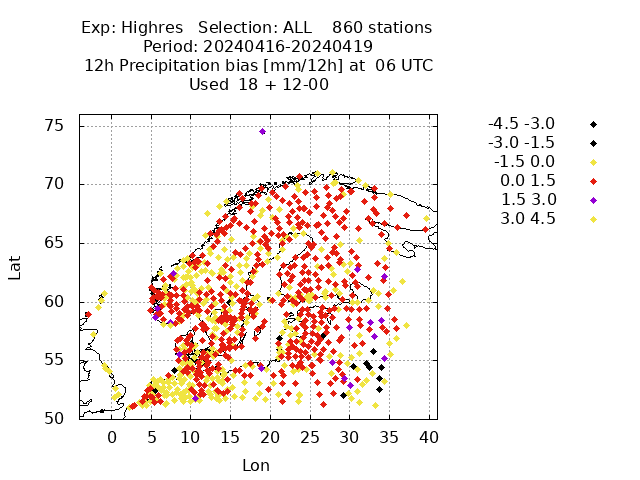 Exp: Highres   Selection: ALL    860 stations
Period: 20240416-20240419
12h Precipitation bias [mm/12h] at  06 UTC
Used  18 + 12-00
75
70
65
60
55
50
Lat
0 5 10 15 20 25 30 35 40
Lon
-4.5 -3.0
-3.0 -1.5
-1.5 0.0
0.0 1.5
1.5 3.0
3.0 4.5